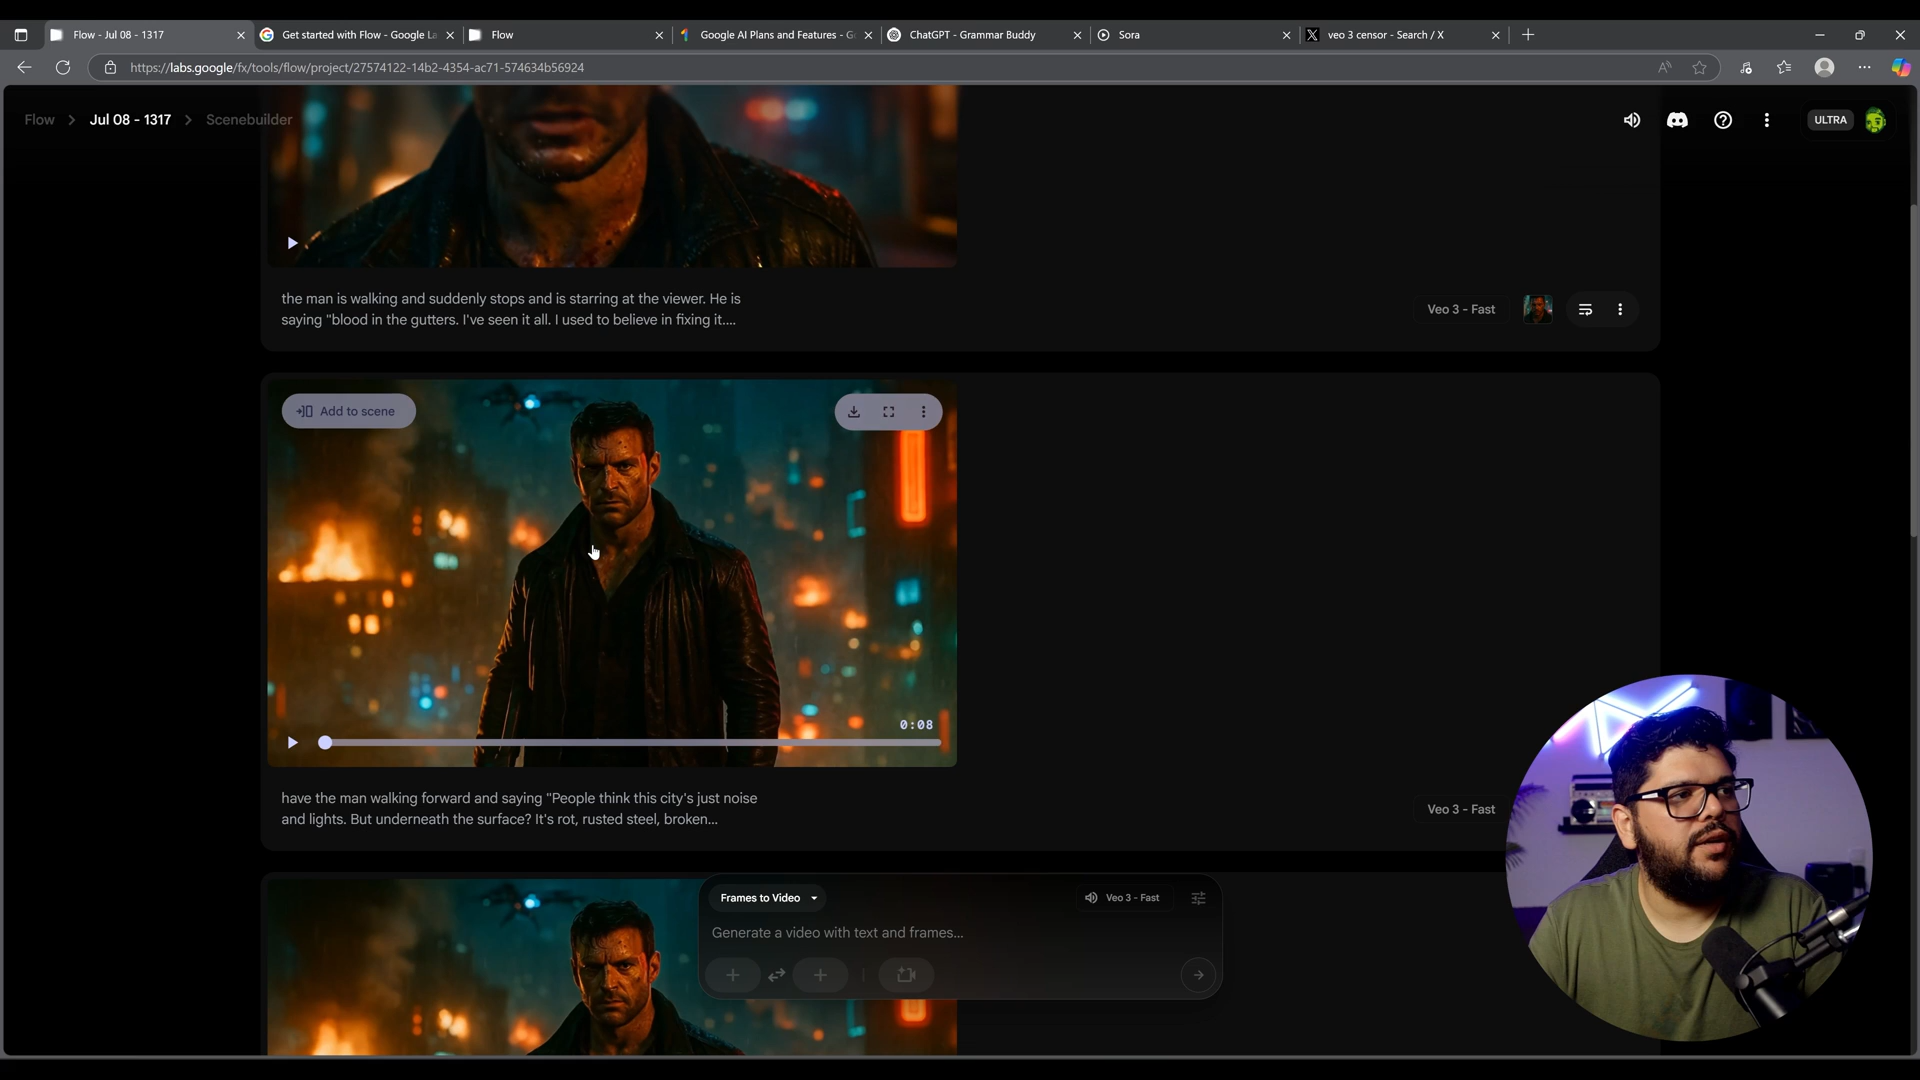 Flow - Jul 08 - 1317
Get started with Flow - Google La
Flow
Google AI Plans and Features - G
ChatGPT - Grammar Buddy
Sora
veo 3 censor - Search / X
https://labs.google/fx/tools/flow/project/27574122-14b2-4354-ac71-574634b56924
Flow > Jul 08 - 1317 > Scenebuilder
ULTRA
the man is walking and suddenly stops and is starring at the viewer. He is
saying "blood in the gutters. I've seen it all. I used to believe in fixing it....
Veo 3 - Fast
Add to scene
0:08
have the man walking forward and saying "People think this city's just noise
and lights. But underneath the surface? It's rot, rusted steel, broken...
Veo 3 - Fast
Frames to Video
Veo 3 - Fast
Generate a video with text and frames...